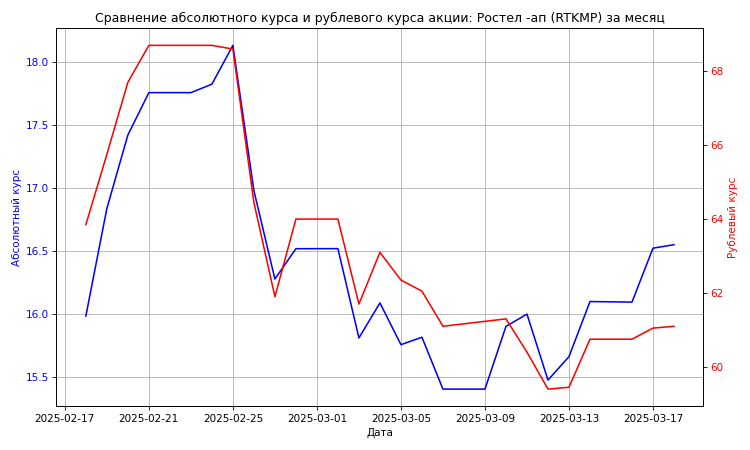 Сравнение абсолютного курса и рублевого курса акции: Ростел -ап (RTKMP) за месяц
Абсолютный курс
18.0
17.5
17.0
16.5
16.0
15.5
68
66
64
62
60
Рублевый курс
2025-02-17 2025-02-21 2025-02-25 2025-03-01 2025-03-05 2025-03-09 2025-03-13 2025-03-17
Дата